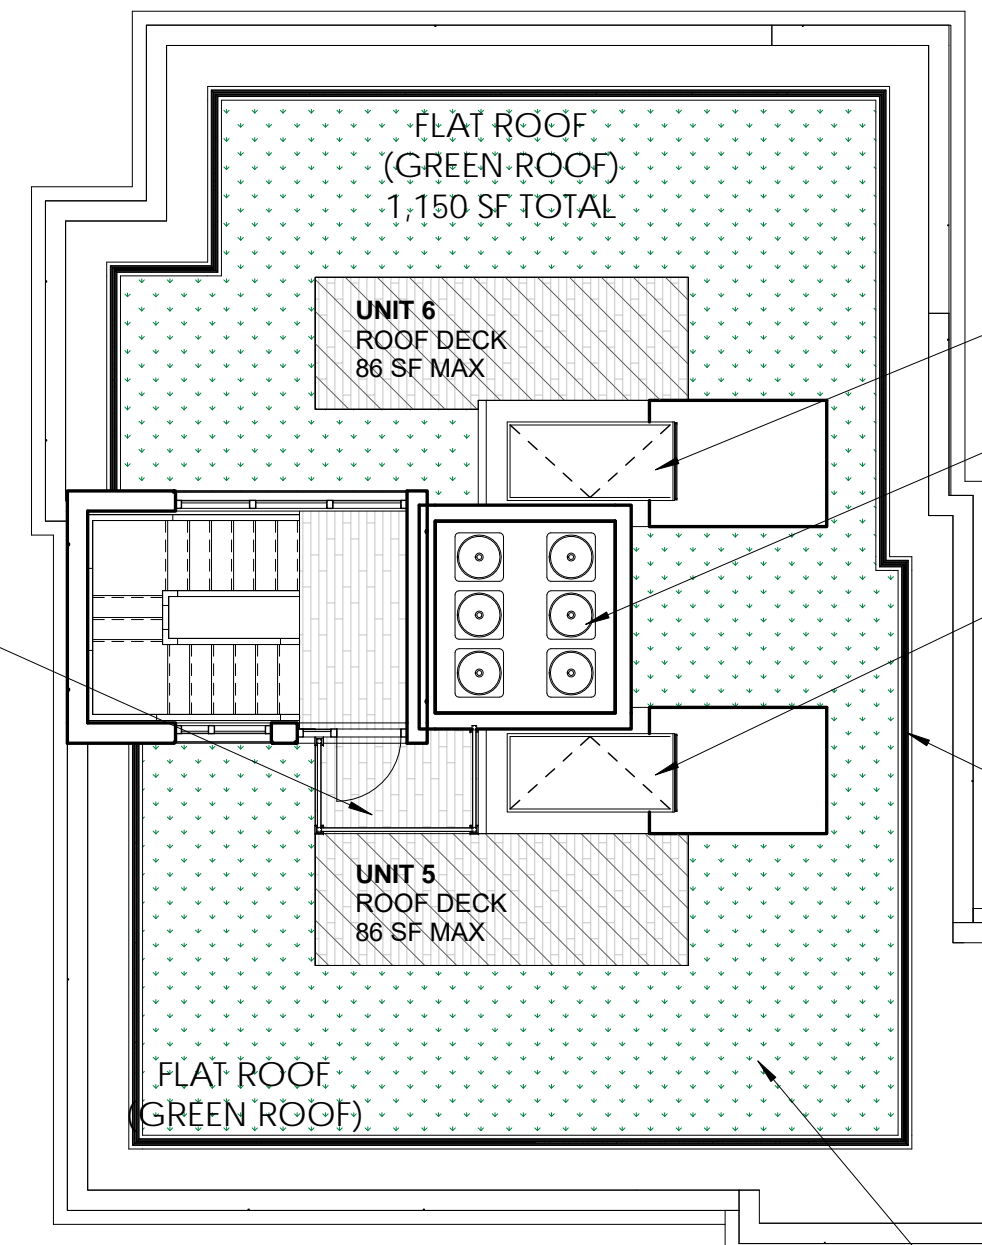 FLAT ROOF
(GREEN ROOF)
1,150 SF TOTAL
UNIT 6
ROOF DECK
86 SF MAX
UNIT 5
ROOF DECK
86 SF MAX
FLAT ROOF
(GREEN ROOF)